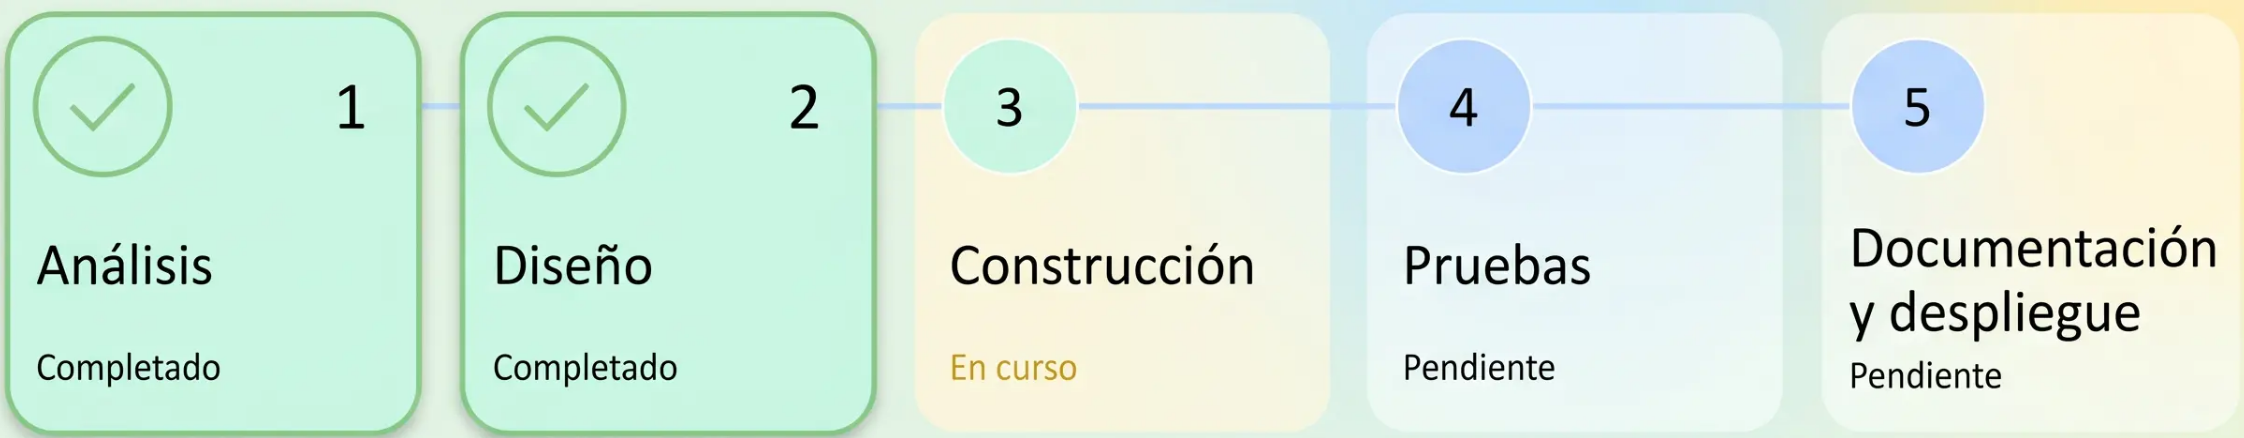 1
Análisis
Completado
2
Diseño
Completado
3
Construcción
En curso
4
Pruebas
Pendiente
5
Documentación
y despliegue
Pendiente